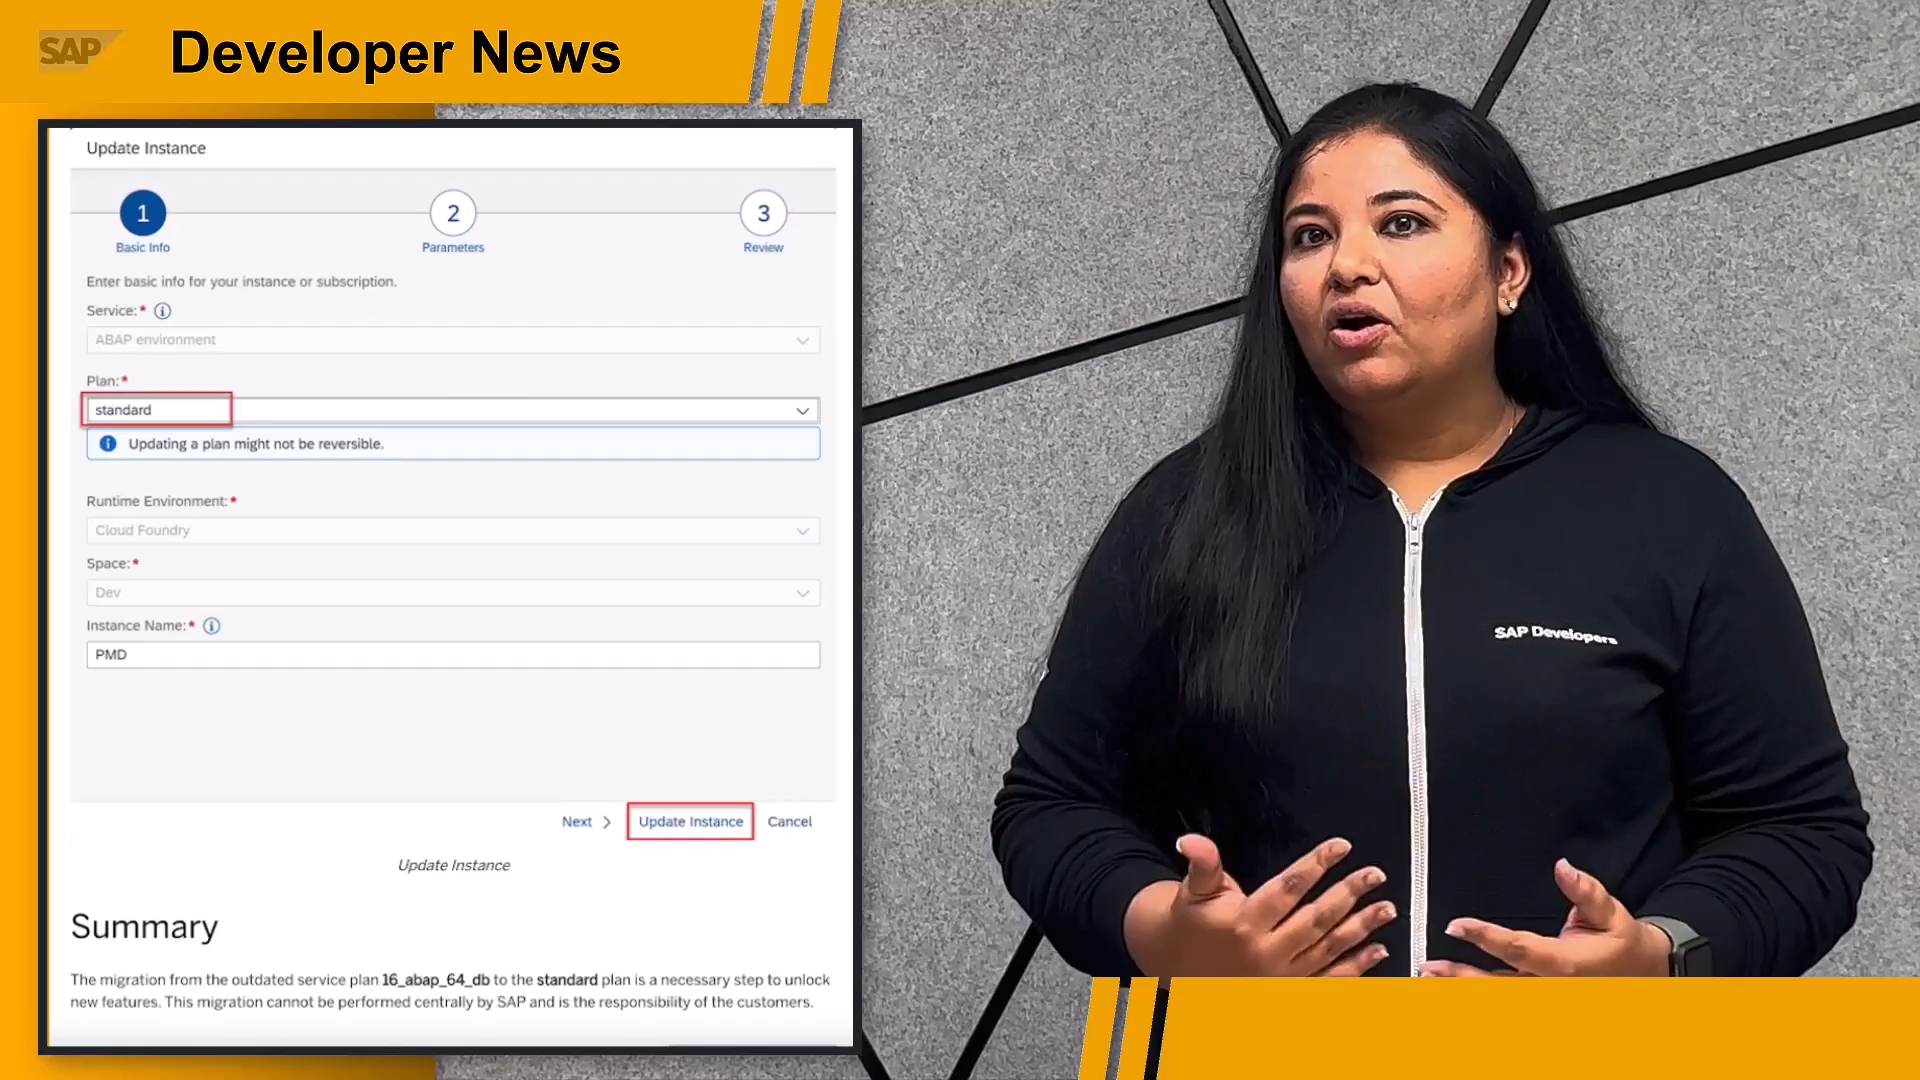 SAP
Developer News
Update Instance
1
2
3
Basic Info
Parameters
Review
Enter basic info for your instance or subscription.
Service:*
ABAP environment
Plan:*
standard
Updating a plan might not be reversible.
Runtime Environment:*
Cloud Foundry
Space:*
Dev
Instance Name:*
PMD
Next
Update Instance
Cancel
Update Instance
Summary
The migration from the outdated service plan 16_abap_64_db to the standard plan is a necessary step to unlock
new features. This migration cannot be performed centrally by SAP and is the responsibility of the customers.
SAP Developers